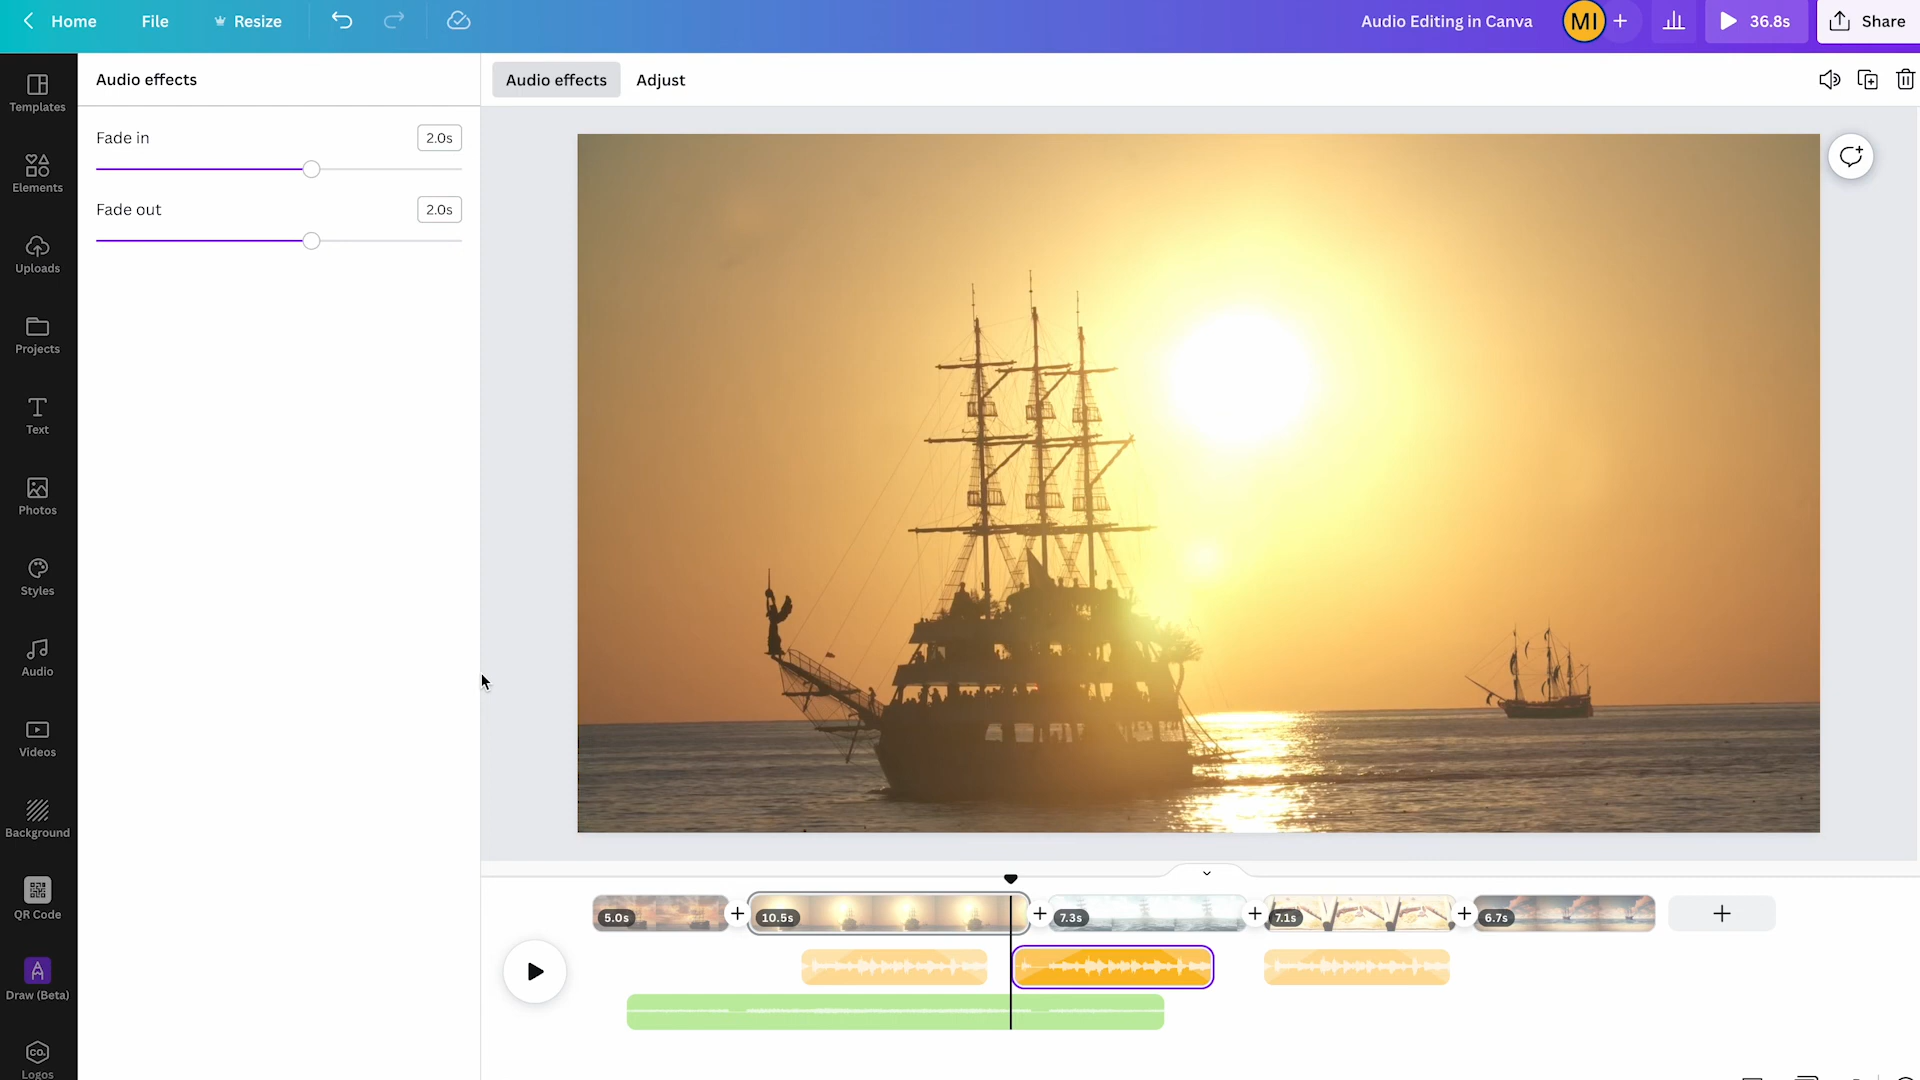 Home File Resize Audio Editing in Canva MI 36.8s Share
Templates
Elements
Uploads
Projects
Text
Photos
Styles
Audio
Videos
Background
QR Code
Draw (Beta)
CO.
Logos
Audio effects
Fade in 2.0s
Fade out 2.0s
Audio effects Adjust
5.0s 10.5s 7.3s 7.1s 6.7s